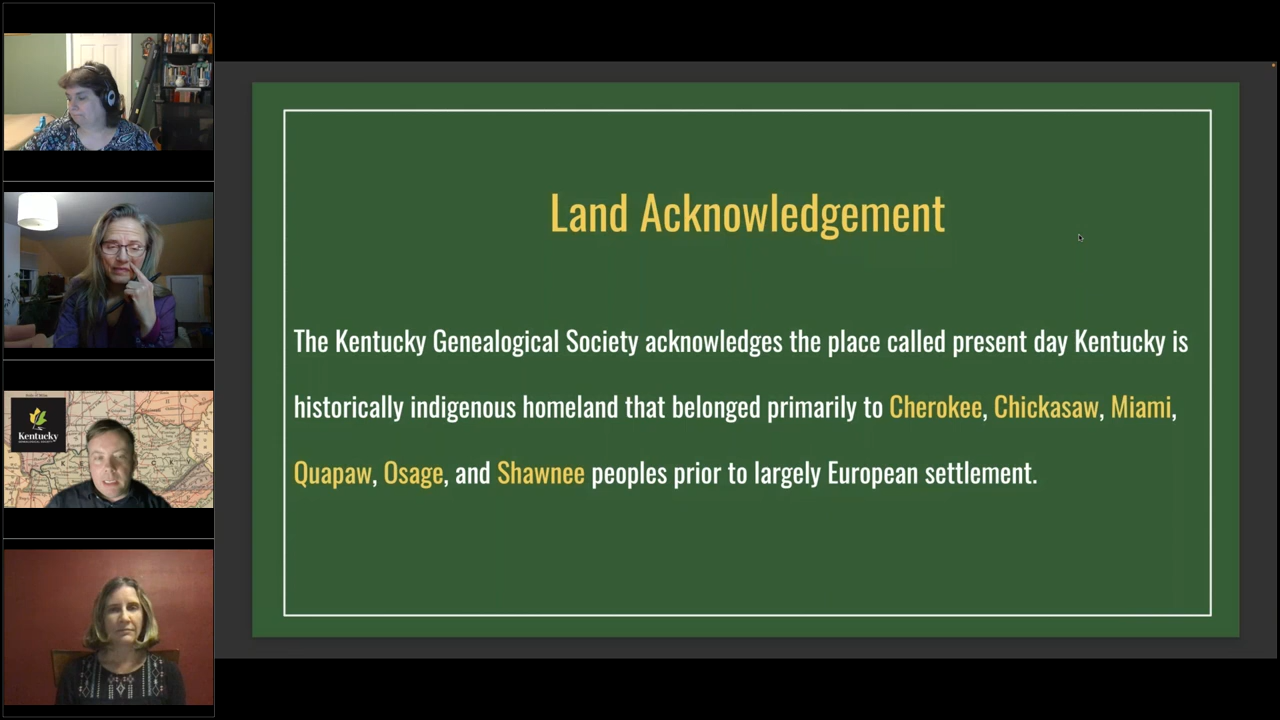 Land Acknowledgement
The Kentucky Genealogical Society acknowledges the place called present day Kentucky is
historically indigenous homeland that belonged primarily to Cherokee, Chickasaw, Miami,
Quapaw, Osage, and Shawnee peoples prior to largely European settlement.
Kentucky